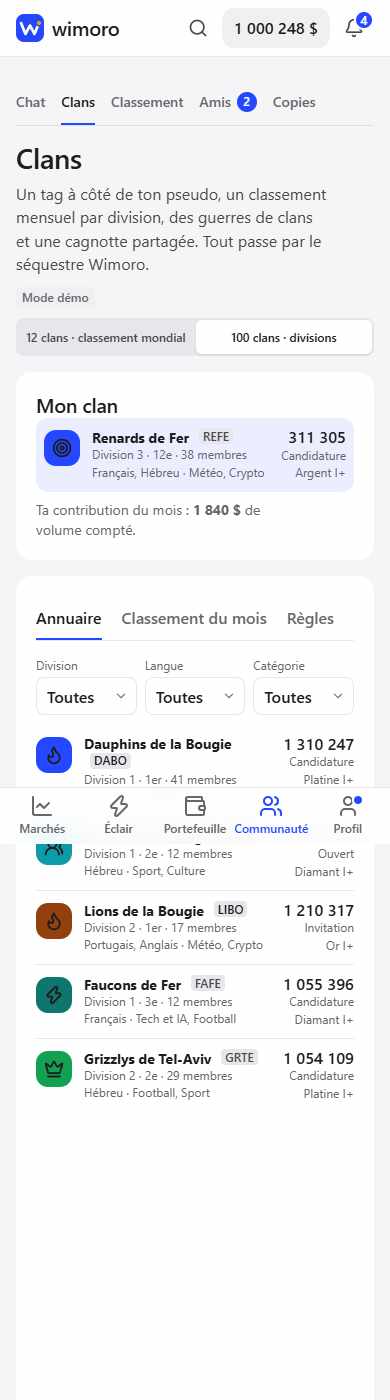 wimoro
1 000 248 $
4
Chat
Clans
Classement
Amis 2
Copies
Clans
Un tag à côté de ton pseudo, un classement
mensuel par division, des guerres de clans
et une cagnotte partagée. Tout passe par le
séquestre Wimoro.
Mode démo
12 clans · classement mondial
100 clans · divisions
Mon clan
Renards de Fer REFE
311 305
Division 3 · 12e · 38 membres
Candidature
Français, Hébreu · Météo, Crypto
Argent I+
Ta contribution du mois : 1 840 $ de
volume compté.
Annuaire
Classement du mois
Règles
Division
Langue
Catégorie
Toutes
Toutes
Toutes
Dauphins de la Bougie
1 310 247
DABO
Candidature
Division 1 · 1er · 41 membres
Platine I+
Marchés
Éclair
Portefeuille
Communauté
Profil
Division 1 · 2e · 12 membres
Ouvert
Hébreu · Sport, Culture
Diamant I+
Lions de la Bougie LIBO
1 210 317
Division 2 · 1er · 17 membres
Invitation
Portugais, Anglais · Météo, Crypto
Or I+
Faucons de Fer FAFE
1 055 396
Division 1 · 3e · 12 membres
Candidature
Français · Tech et IA, Football
Diamant I+
Grizzlys de Tel-Aviv GRTE
1 054 109
Division 2 · 2e · 29 membres
Candidature
Hébreu · Football, Sport
Platine I+